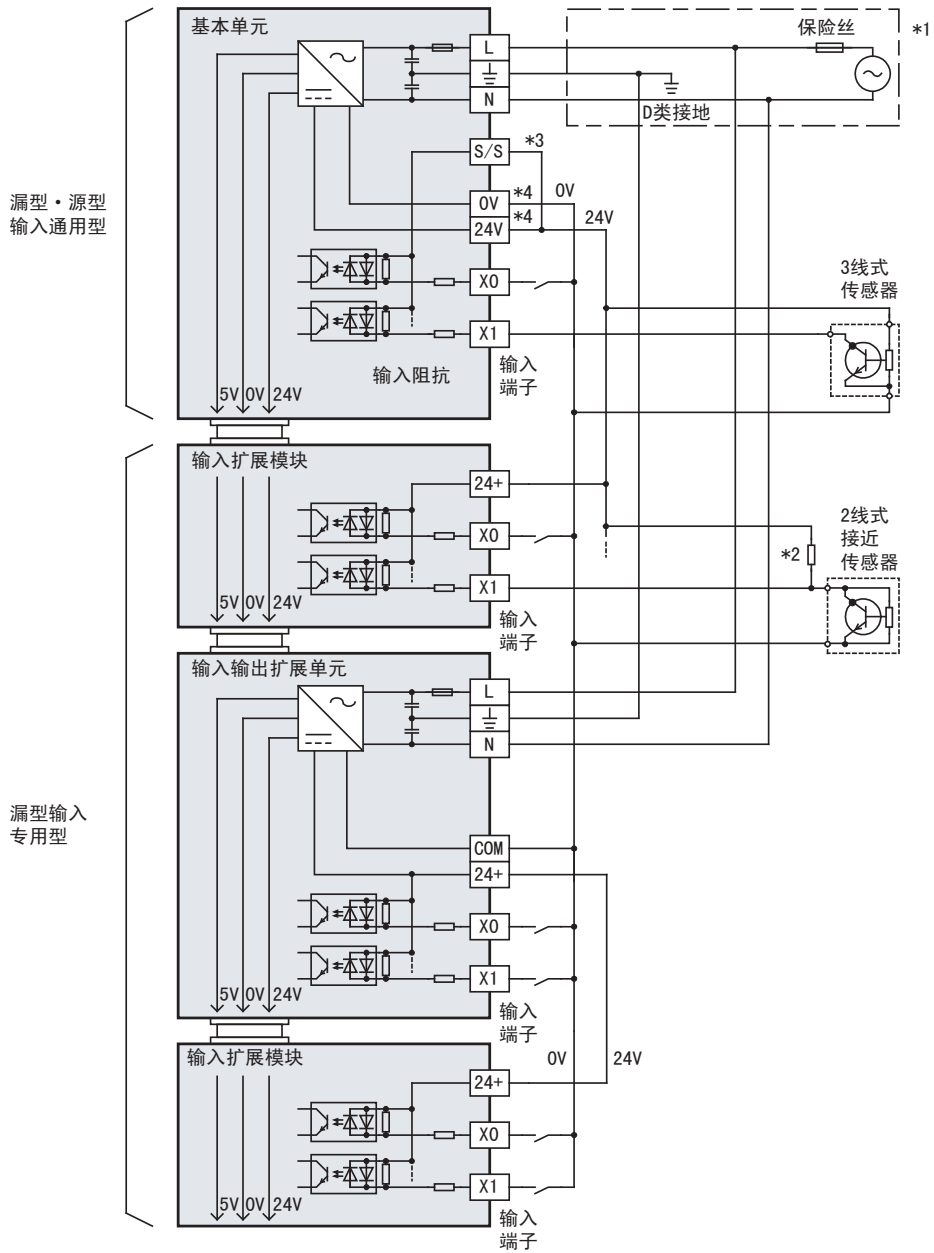 基本单元
保险丝
*1
L
N
D类接地
S/S
*3
漏型・源型
输入通用型
0V
*4
0V
24V
*4
24V
X0
3线式
传感器
X1
输入阻抗
输入
端子
5V
0V
24V
输入扩展模块
24+
X0
2线式
接近
传感器
*2
X1
5V
0V
24V
输入
端子
输入输出扩展单元
L
N
漏型输入
专用型
COM
24+
X0
X1
5V
0V
24V
输入
端子
输入扩展模块
0V
24V
24+
X0
X1
5V
0V
24V
输入
端子